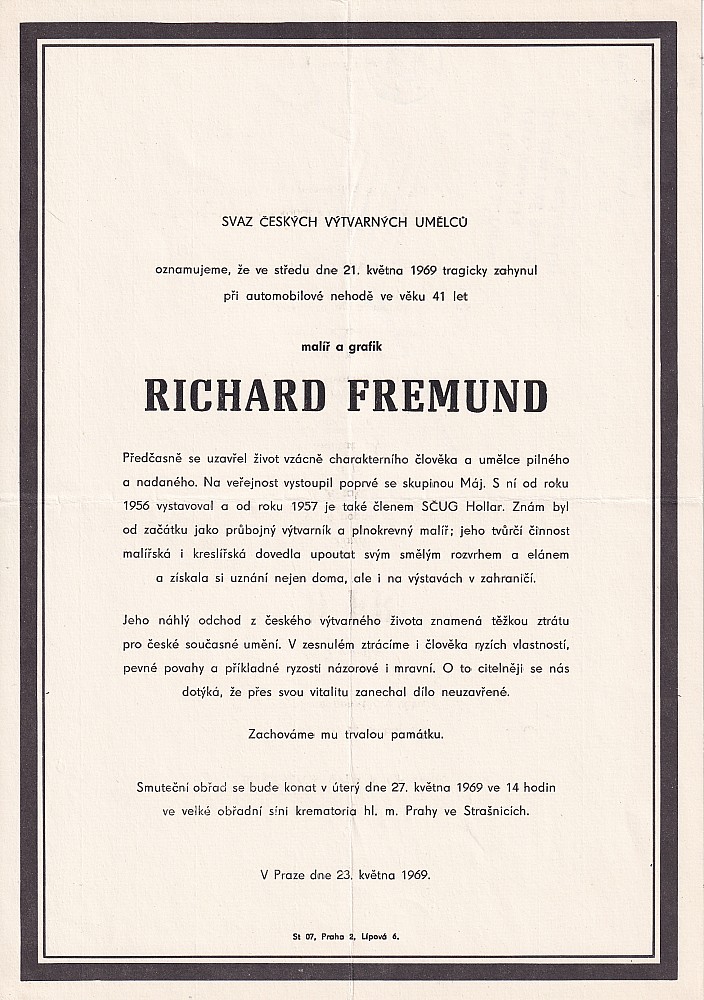 SVAZ ČESKÝCH VÝTVARNÝCH UMĚLCŮ
oznamujeme, že ve středu dne 21. května 1969 tragicky zahynul
při automobilové nehodě ve věku 41 let
malíř a grafik
RICHARD FREMUND
Předčasně se uzavřel život vzácně charakterního člověka a umělce pilného
a nadaného. Na veřejnost vystoupil poprvé se skupinou Máj. S ní od roku
1956 vystavoval a od roku 1957 je také členem SČUG Hollar. Znám byl
od začátku jako průbojný výtvarník a plnokrevný malíř; jeho tvůrčí činnost
malířská i kreslířská dovedla upoutat svým smělým rozvrhem a elánem
a získala si uznání nejen doma, ale i na výstavách v zahraničí.
Jeho náhlý odchod z českého výtvarného života znamená těžkou ztrátu
pro české současné umění. V zesnulém ztrácíme i člověka ryzích vlastností,
pevné povahy a příkladné ryzosti názorové i mravní. O to citelněji se nás
dotýká, že přes svou vitalitu zanechal dílo neuzavřené.
Zachováme mu trvalou památku.
Smuteční obřad se bude konat v úterý dne 27. května 1969 ve 14 hodin
ve velké obřadní síni krematoria hl. m. Prahy ve Strašnicích.
V Praze dne 23. května 1969.
St 07, Praha 2, Lípová 6.